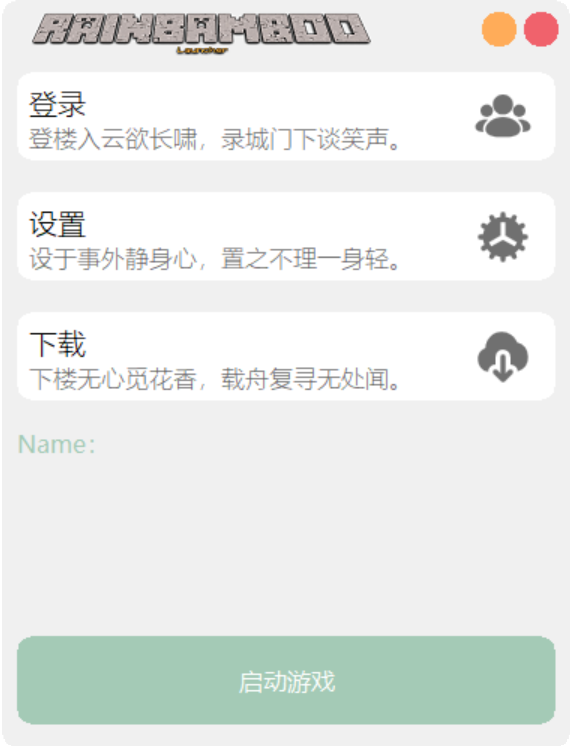 RAINBAMBOO
Launcher
登录
登楼入云欲长啸，录城门下谈笑声。
设置
设于事外静身心，置之不理一身轻。
下载
下楼无心觅花香，载舟复寻无处闻。
Name:
启动游戏